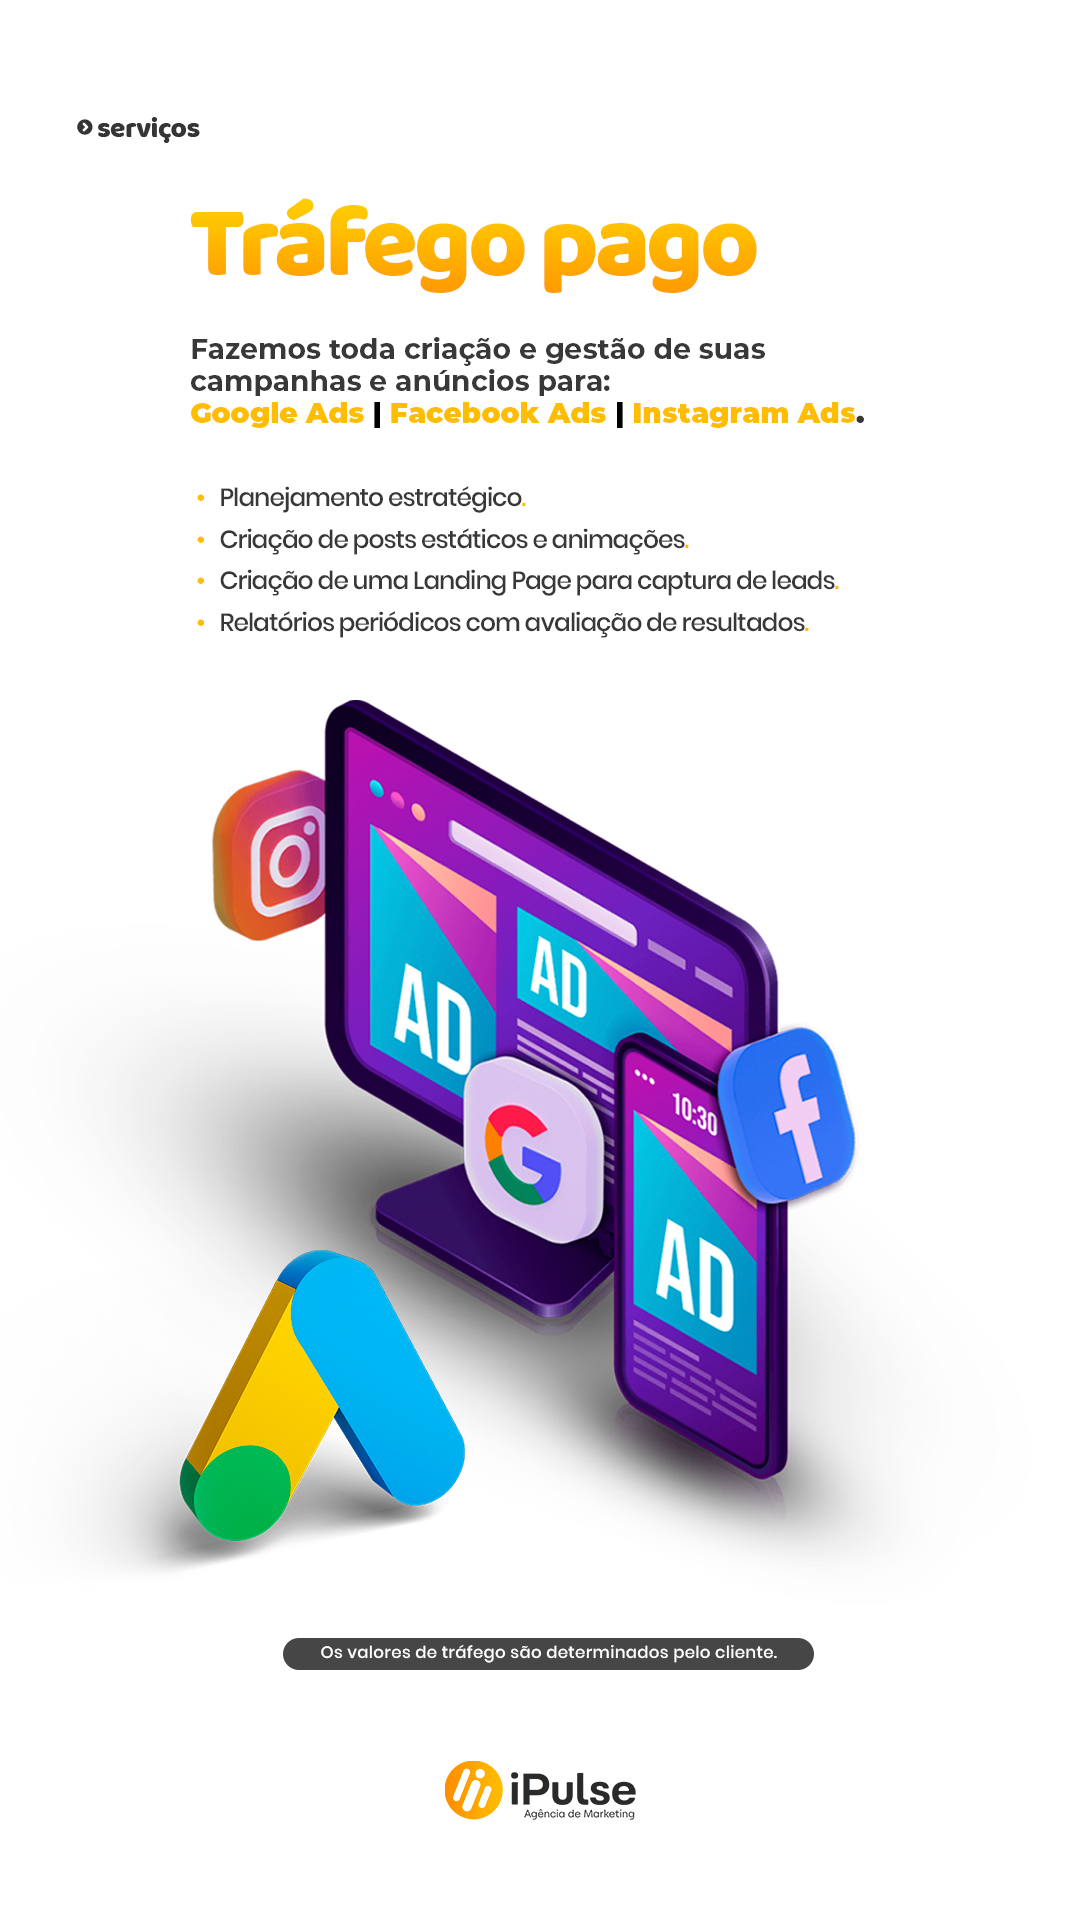 serviços
Tráfego pago
Fazemos toda criação e gestão de suas
campanhas e anúncios para:
Google Ads | Facebook Ads | Instagram Ads.
• Planejamento estratégico.
• Criação de posts estáticos e animações.
• Criação de uma Landing Page para captura de leads.
• Relatórios periódicos com avaliação de resultados.
AD
AD
10:30
AD
Os valores de tráfego são determinados pelo cliente.
iPulse
Agência de Marketing